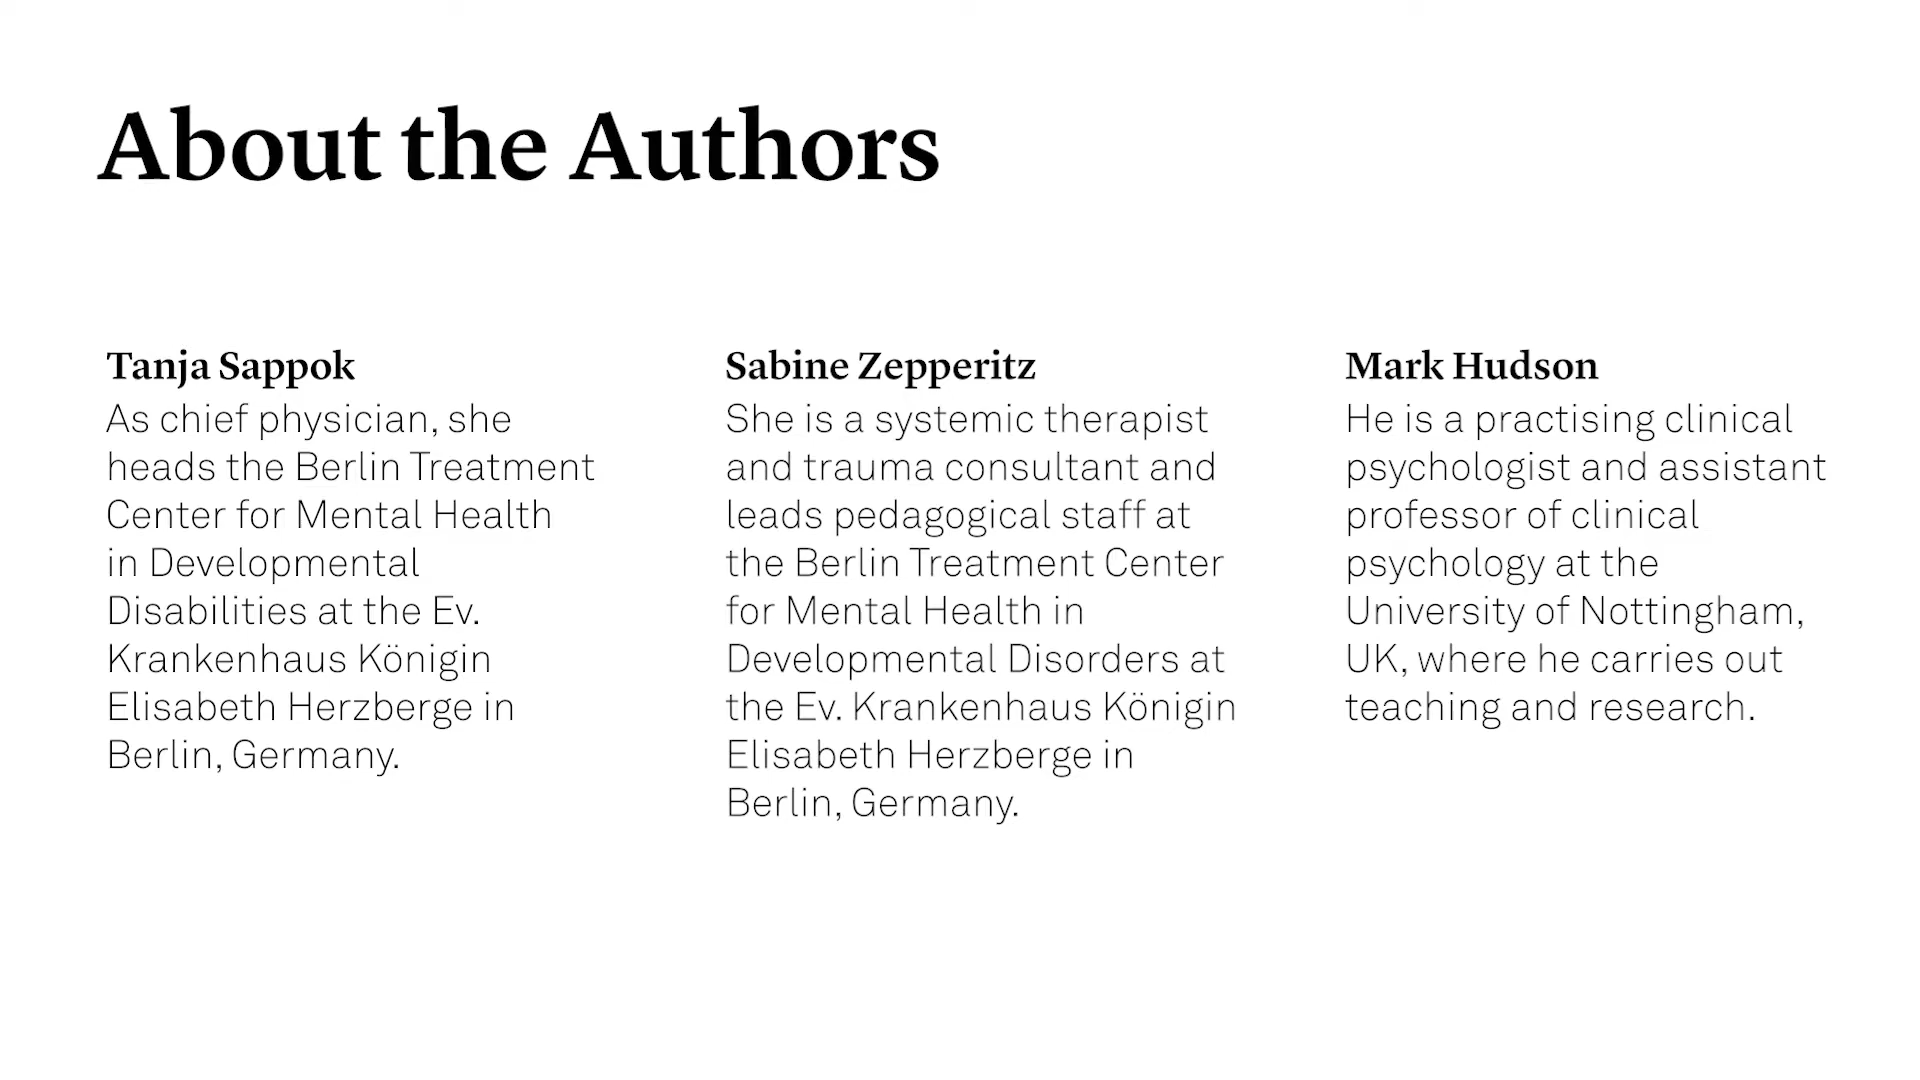 About the Authors
Tanja Sappok
As chief physician, she
heads the Berlin Treatment
Center for Mental Health
in Developmental
Disabilities at the Ev.
Krankenhaus Königin
Elisabeth Herzberge in
Berlin, Germany.
Sabine Zepperitz
She is a systemic therapist
and trauma consultant and
leads pedagogical staff at
the Berlin Treatment Center
for Mental Health in
Developmental Disorders at
the Ev. Krankenhaus Königin
Elisabeth Herzberge in
Berlin, Germany.
Mark Hudson
He is a practising clinical
psychologist and assistant
professor of clinical
psychology at the
University of Nottingham,
UK, where he carries out
teaching and research.